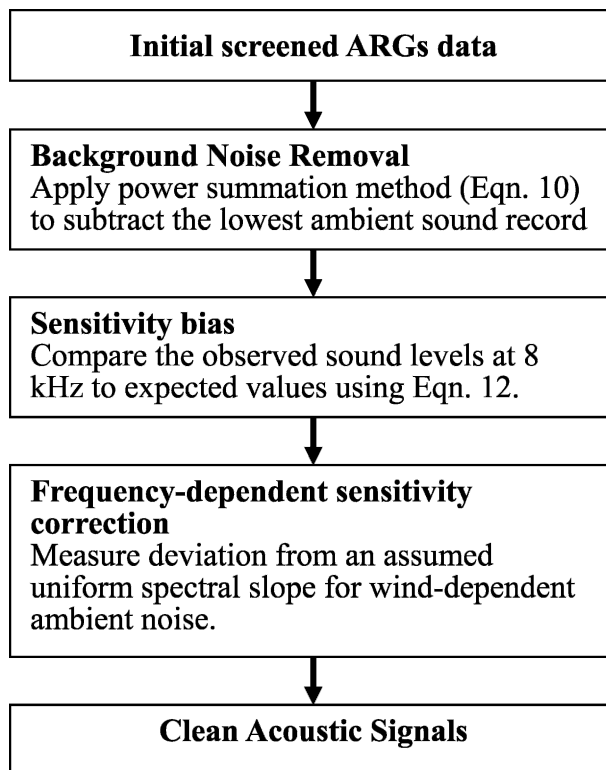 Initial screened ARGs data
Background Noise Removal
Apply power summation method (Eqn. 10)
to subtract the lowest ambient sound record
Sensitivity bias
Compare the observed sound levels at 8
kHz to expected values using Eqn. 12.
Frequency-dependent sensitivity
correction
Measure deviation from an assumed
uniform spectral slope for wind-dependent
ambient noise.
Clean Acoustic Signals